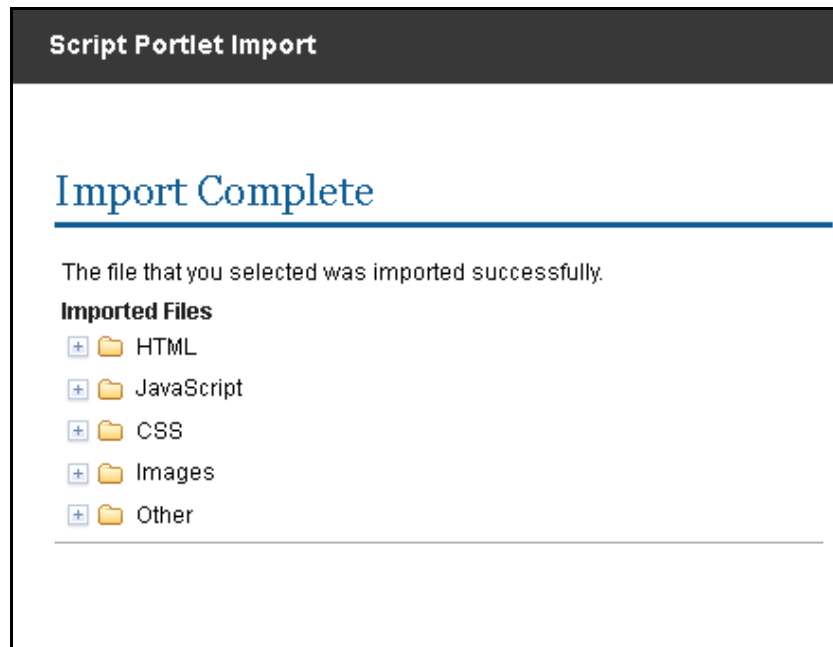 Script Portlet Import
Import Complete
The file that you selected was imported successfully.
Imported Files
HTML
JavaScript
CSS
Images
Other